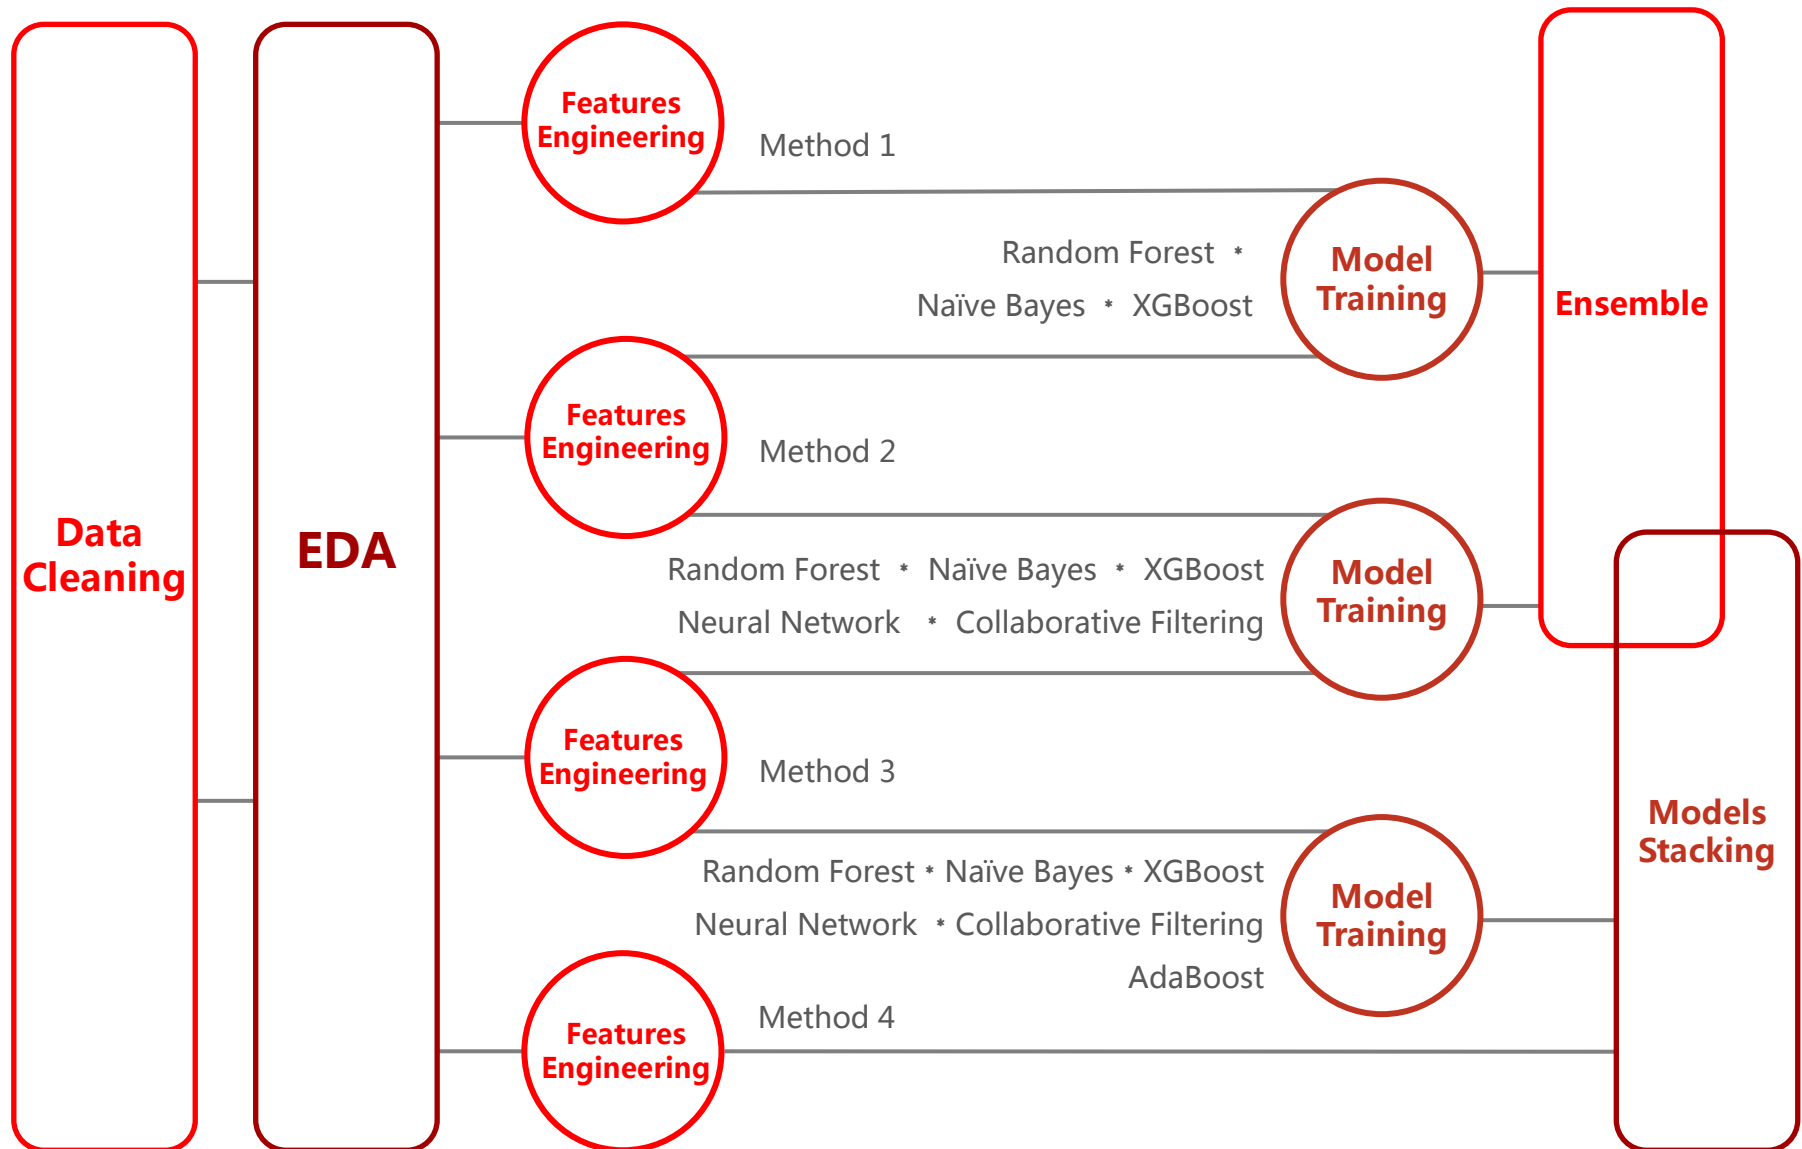 Data
Cleaning
EDA
Features
Engineering
Method 1
Random Forest *
Naïve Bayes * XGBoost
Model
Training
Ensemble
Features
Engineering
Method 2
Random Forest * Naïve Bayes * XGBoost
Neural Network * Collaborative Filtering
Model
Training
Features
Engineering
Method 3
Random Forest * Naïve Bayes * XGBoost
Neural Network * Collaborative Filtering
AdaBoost
Model
Training
Models
Stacking
Features
Engineering
Method 4